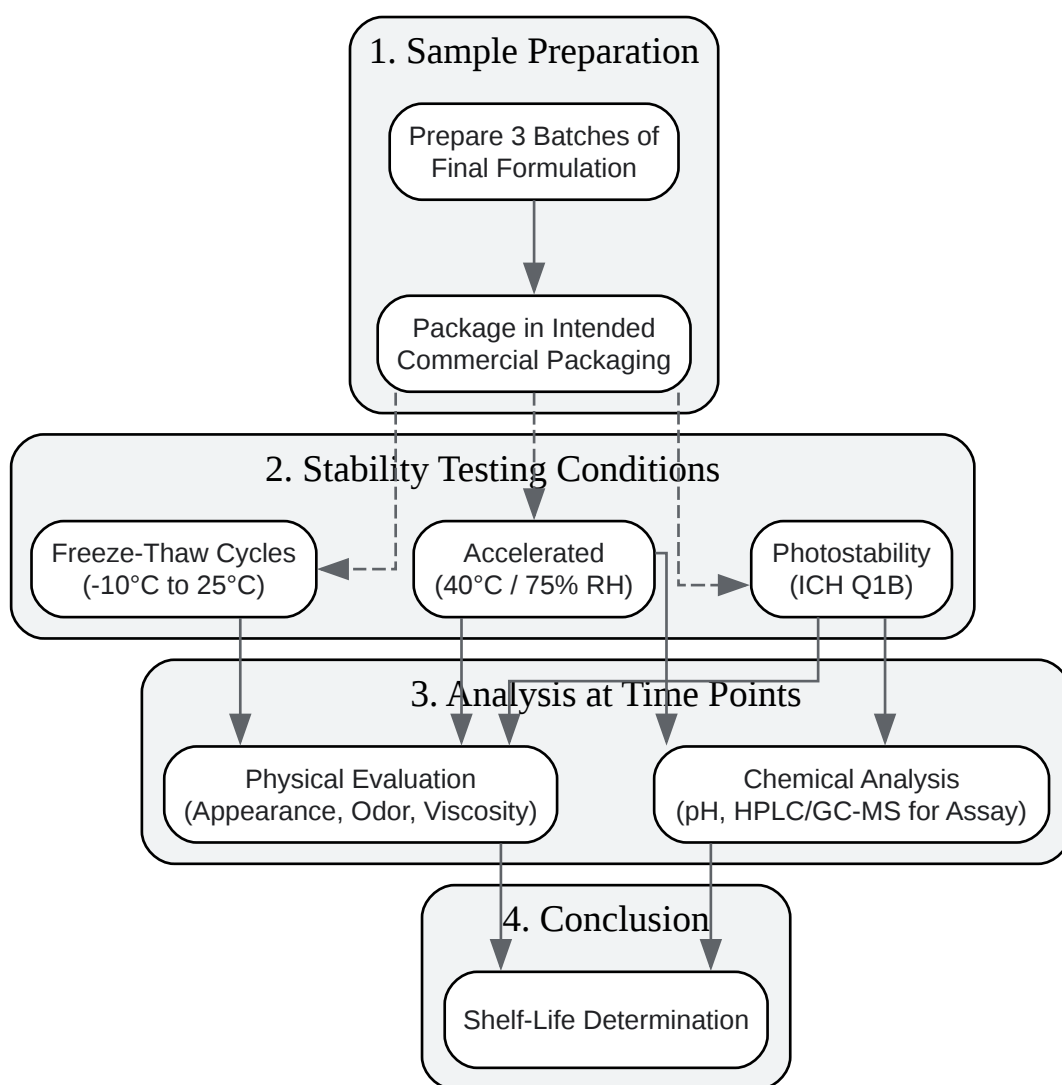 1. Sample Preparation
Prepare 3 Batches of
Final Formulation
Package in Intended
Commercial Packaging
2. Stability Testing Conditions
Freeze-Thaw Cycles
(-10°C to 25°C)
Accelerated
(40°C / 75% RH)
Photostability
(ICH Q1B)
3. Analysis at Time Points
Physical Evaluation
(Appearance, Odor, Viscosity)
Chemical Analysis
(pH, HPLC/GC-MS for Assay)
4. Conclusion
Shelf-Life Determination